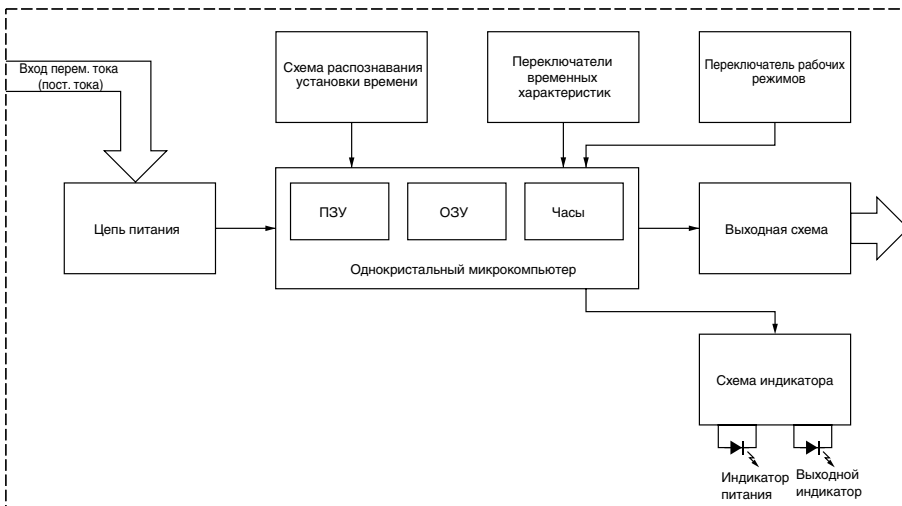 Вход перем. тока
(пост. тока)
Схема распознавания
установки времени
Переключатели
временных
характеристик
Переключатель рабочих
режимов
Цепь питания
ПЗУ
ОЗУ
Часы
Однокристальный микрокомпьютер
Выходная схема
Схема индикатора
Индикатор
питания
Выходной
индикатор